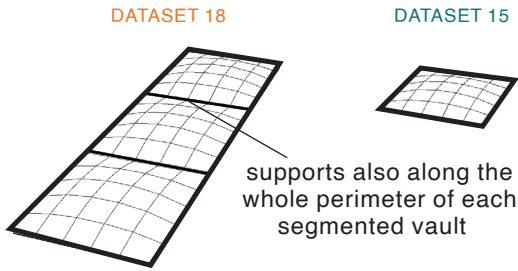 DATASET 18
DATASET 15
supports also along the
whole perimeter of each
segmented vault